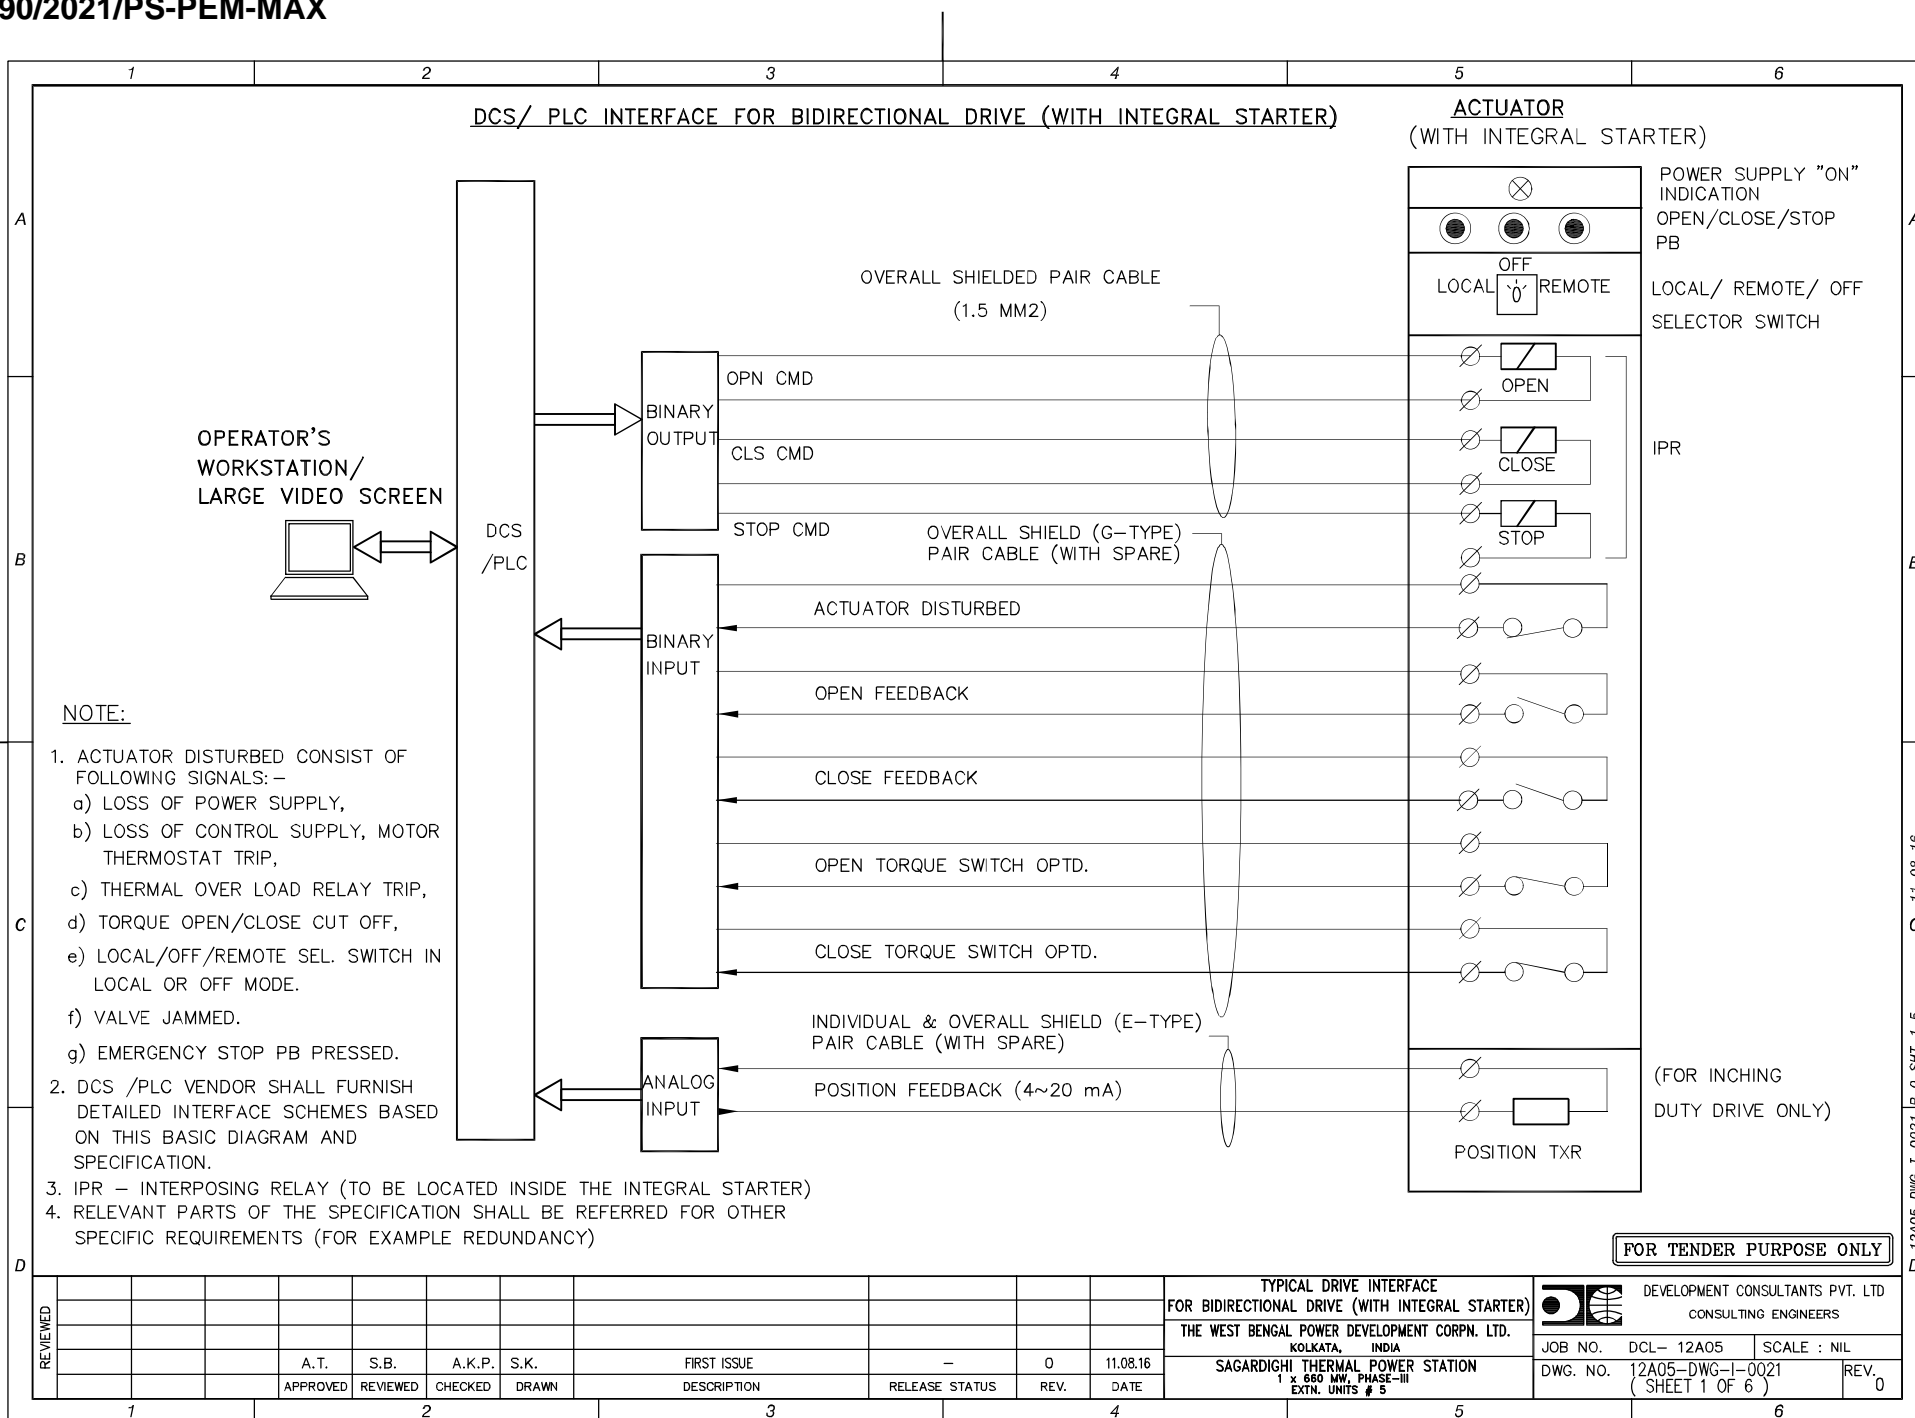 90/2021/PS-PEM-MAX
1 2 3 4 5 6
DCS/ PLC INTERFACE FOR BIDIRECTIONAL DRIVE (WITH INTEGRAL STARTER)
ACTUATOR
(WITH INTEGRAL STARTER)
POWER SUPPLY "ON"
INDICATION
OPEN/CLOSE/STOP
PB
A
OFF
LOCAL 'O' REMOTE
LOCAL/ REMOTE/ OFF
SELECTOR SWITCH
OVERALL SHIELDED PAIR CABLE
(1.5 MM2)
OPN CMD
OPEN
BINARY
OUTPUT
CLS CMD
CLOSE
IPR
STOP CMD
STOP
OPERATOR'S
WORKSTATION/
LARGE VIDEO SCREEN
DCS
/PLC
B
OVERALL SHIELD (G-TYPE)
PAIR CABLE (WITH SPARE)
ACTUATOR DISTURBED
BINARY
INPUT
OPEN FEEDBACK
CLOSE FEEDBACK
OPEN TORQUE SWITCH OPTD.
CLOSE TORQUE SWITCH OPTD.
INDIVIDUAL & OVERALL SHIELD (E-TYPE)
PAIR CABLE (WITH SPARE)
ANALOG
INPUT
POSITION FEEDBACK (4~20 mA)
POSITION TXR
(FOR INCHING
DUTY DRIVE ONLY)
NOTE:
1. ACTUATOR DISTURBED CONSIST OF
FOLLOWING SIGNALS:-
a) LOSS OF POWER SUPPLY,
b) LOSS OF CONTROL SUPPLY, MOTOR
THERMOSTAT TRIP,
c) THERMAL OVER LOAD RELAY TRIP,
d) TORQUE OPEN/CLOSE CUT OFF,
C
e) LOCAL/OFF/REMOTE SEL. SWITCH IN
LOCAL OR OFF MODE.
f) VALVE JAMMED.
g) EMERGENCY STOP PB PRESSED.
2. DCS /PLC VENDOR SHALL FURNISH
DETAILED INTERFACE SCHEMES BASED
ON THIS BASIC DIAGRAM AND
SPECIFICATION.
3. IPR - INTERPOSING RELAY (TO BE LOCATED INSIDE THE INTEGRAL STARTER)
4. RELEVANT PARTS OF THE SPECIFICATION SHALL BE REFERRED FOR OTHER
SPECIFIC REQUIREMENTS (FOR EXAMPLE REDUNDANCY)
D
FOR TENDER PURPOSE ONLY
REVIEWED
A.T. S.B. A.K.P. S.K. FIRST ISSUE - 0 11.08.16
APPROVED REVIEWED CHECKED DRAWN DESCRIPTION RELEASE STATUS REV. DATE
TYPICAL DRIVE INTERFACE
FOR BIDIRECTIONAL DRIVE (WITH INTEGRAL STARTER)
THE WEST BENGAL POWER DEVELOPMENT CORPN. LTD.
KOLKATA, INDIA
SAGARDIGHI THERMAL POWER STATION
1 x 660 MW, PHASE-III
EXTN. UNITS # 5
DEVELOPMENT CONSULTANTS PVT. LTD
CONSULTING ENGINEERS
JOB NO. DCL- 12A05 SCALE : NIL
DWG. NO. 12A05-DWG-I-0021 REV.
( SHEET 1 OF 6 ) 0
1 2 3 4 5 6